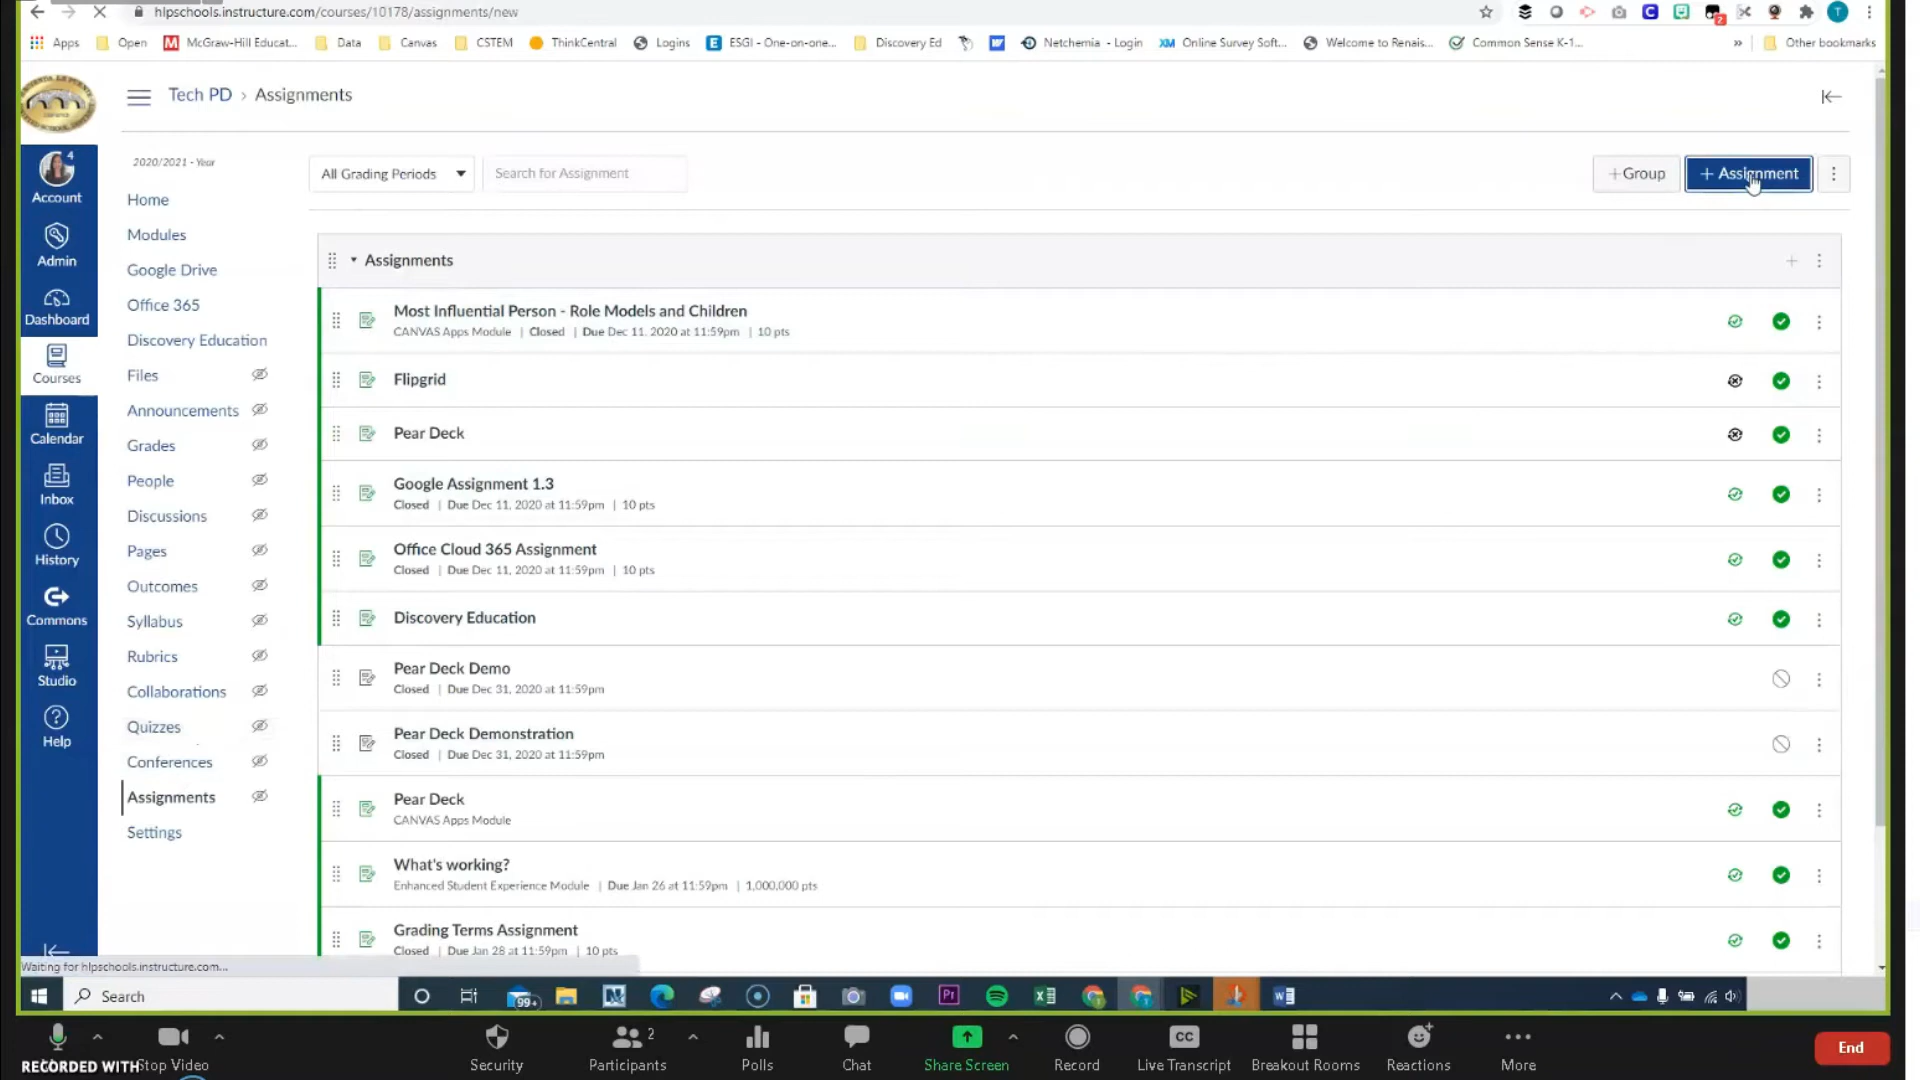 hlpschools.instructure.com/courses/10178/assignments/new
Apps Open McGraw-Hill Educat... Data Canvas CSTEM ThinkCentral Logins ESGI - One-on-one... Discovery Ed Netchemia - Login Online Survey Soft... Welcome to Renais... Common Sense K-1... » Other bookmarks
Tech PD › Assignments
2020/2021 - Year
All Grading Periods
Search for Assignment
+Group
+ Assignment
4
Account
Admin
Dashboard
Courses
Calendar
Inbox
History
Commons
Studio
Help
Home
Modules
Google Drive
Office 365
Discovery Education
Files
Announcements
Grades
People
Discussions
Pages
Outcomes
Syllabus
Rubrics
Collaborations
Quizzes
Conferences
Assignments
Settings
Assignments
Most Influential Person - Role Models and Children
CANVAS Apps Module | Closed | Due Dec 11, 2020 at 11:59pm | 10 pts
Flipgrid
Pear Deck
Google Assignment 1.3
Closed | Due Dec 11, 2020 at 11:59pm | 10 pts
Office Cloud 365 Assignment
Closed | Due Dec 11, 2020 at 11:59pm | 10 pts
Discovery Education
Pear Deck Demo
Closed | Due Dec 31, 2020 at 11:59pm
Pear Deck Demonstration
Closed | Due Dec 31, 2020 at 11:59pm
Pear Deck
CANVAS Apps Module
What's working?
Enhanced Student Experience Module | Due Jan 26 at 11:59pm | 1,000,000 pts
Grading Terms Assignment
Closed | Due Jan 28 at 11:59pm | 10 pts
Waiting for hlpschools.instructure.com...
Search
99+
RECORDED WITH
Stop Video
Security
Participants
2
Polls
Chat
Share Screen
Record
Live Transcript
Breakout Rooms
Reactions
More
End